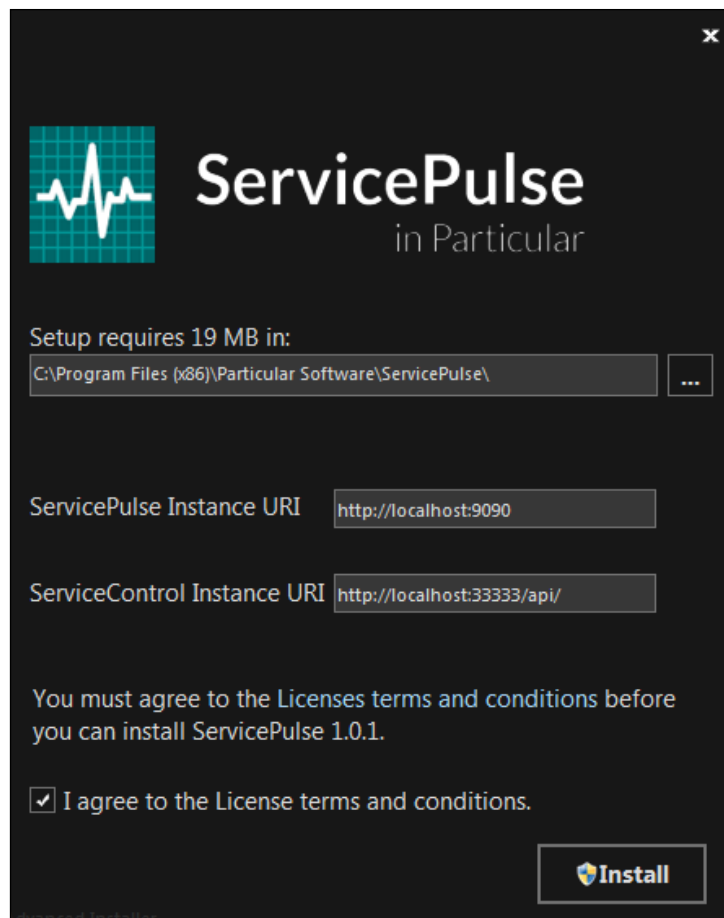 x
ServicePulse
in Particular
Setup requires 19 MB in:
C:\Program Files (x86)\Particular Software\ServicePulse\
...
ServicePulse Instance URI
http://localhost:9090
ServiceControl Instance URI
http://localhost:33333/api/
You must agree to the Licenses terms and conditions before
you can install ServicePulse 1.0.1.
I agree to the License terms and conditions.
Install